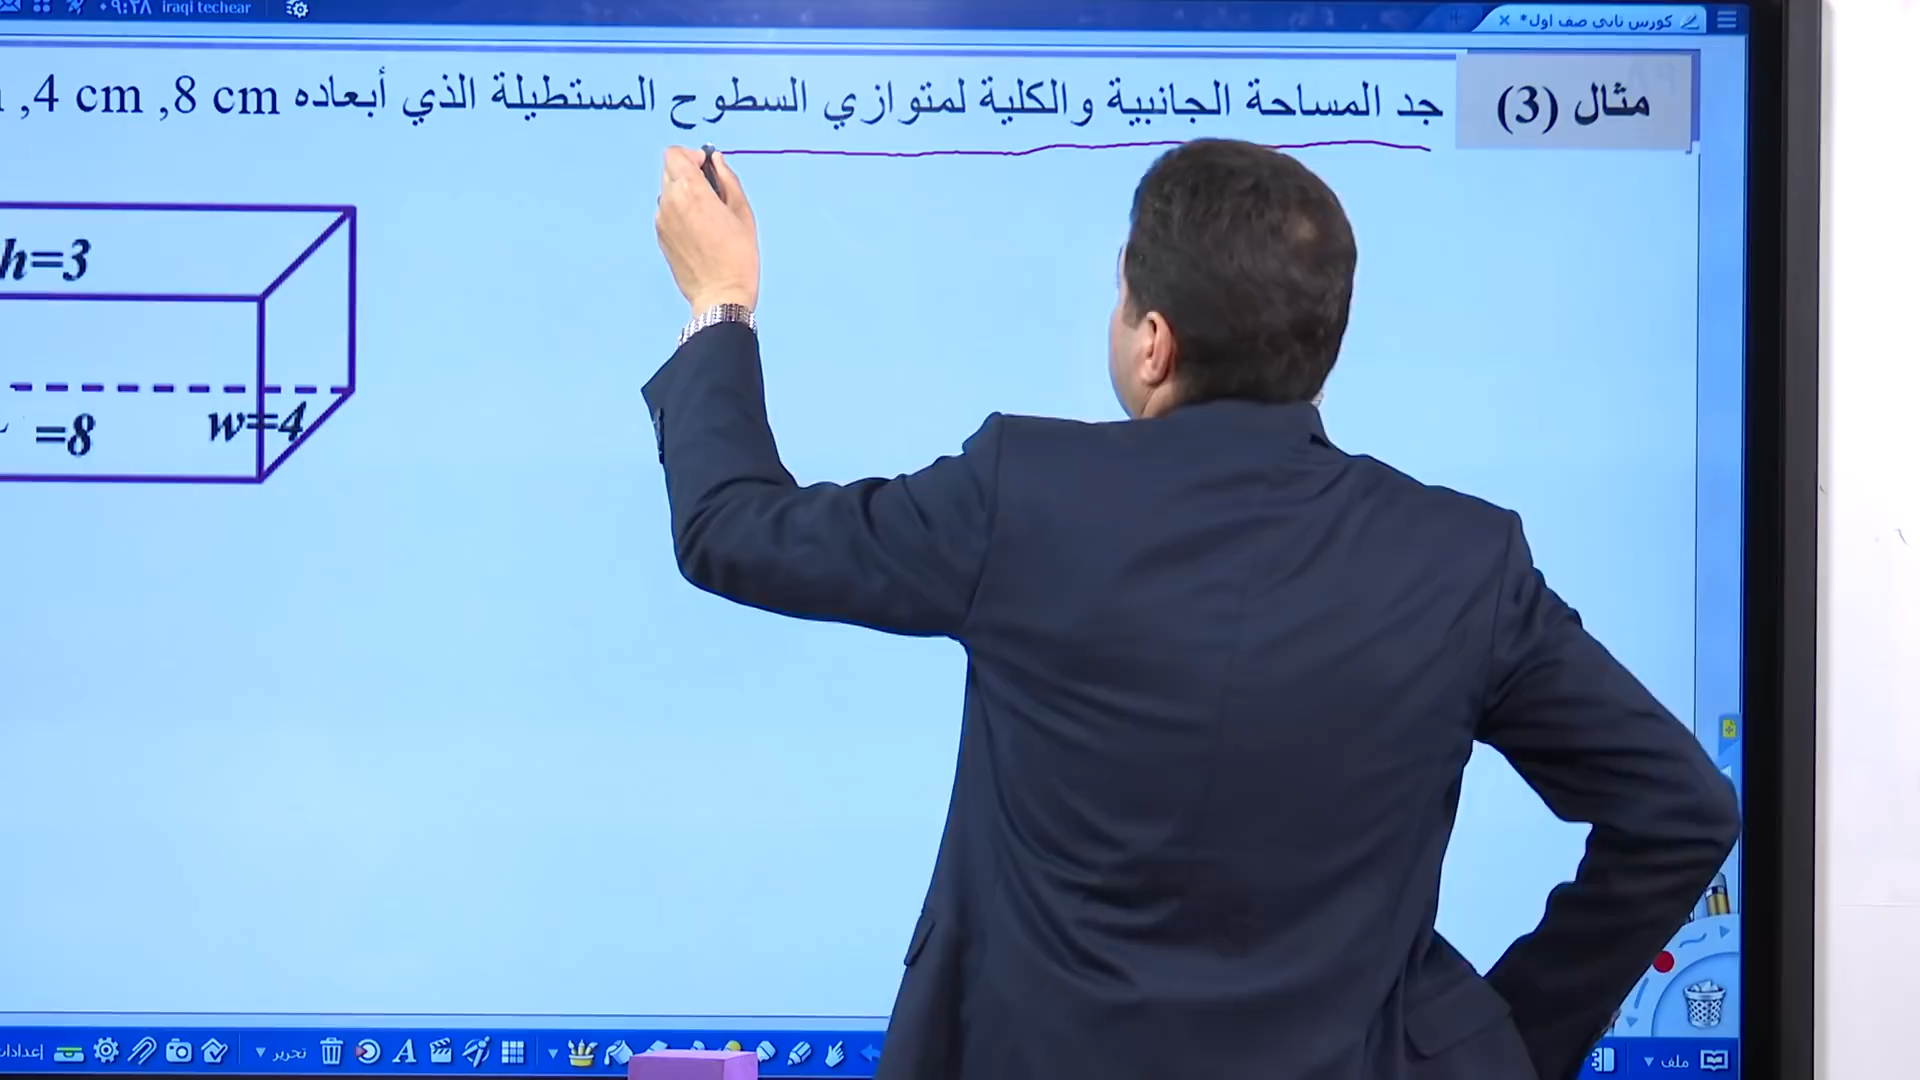 ٠٩:٢٨ iraqi techear
كورس ثاني صف اول*
مثال (3)
جد المساحة الجانبية والكلية لمتوازي السطوح المستطيلة الذي أبعاده 8 cm, 4 cm,
h=3
=8
w=4
إعدادات
تحرير
ملف